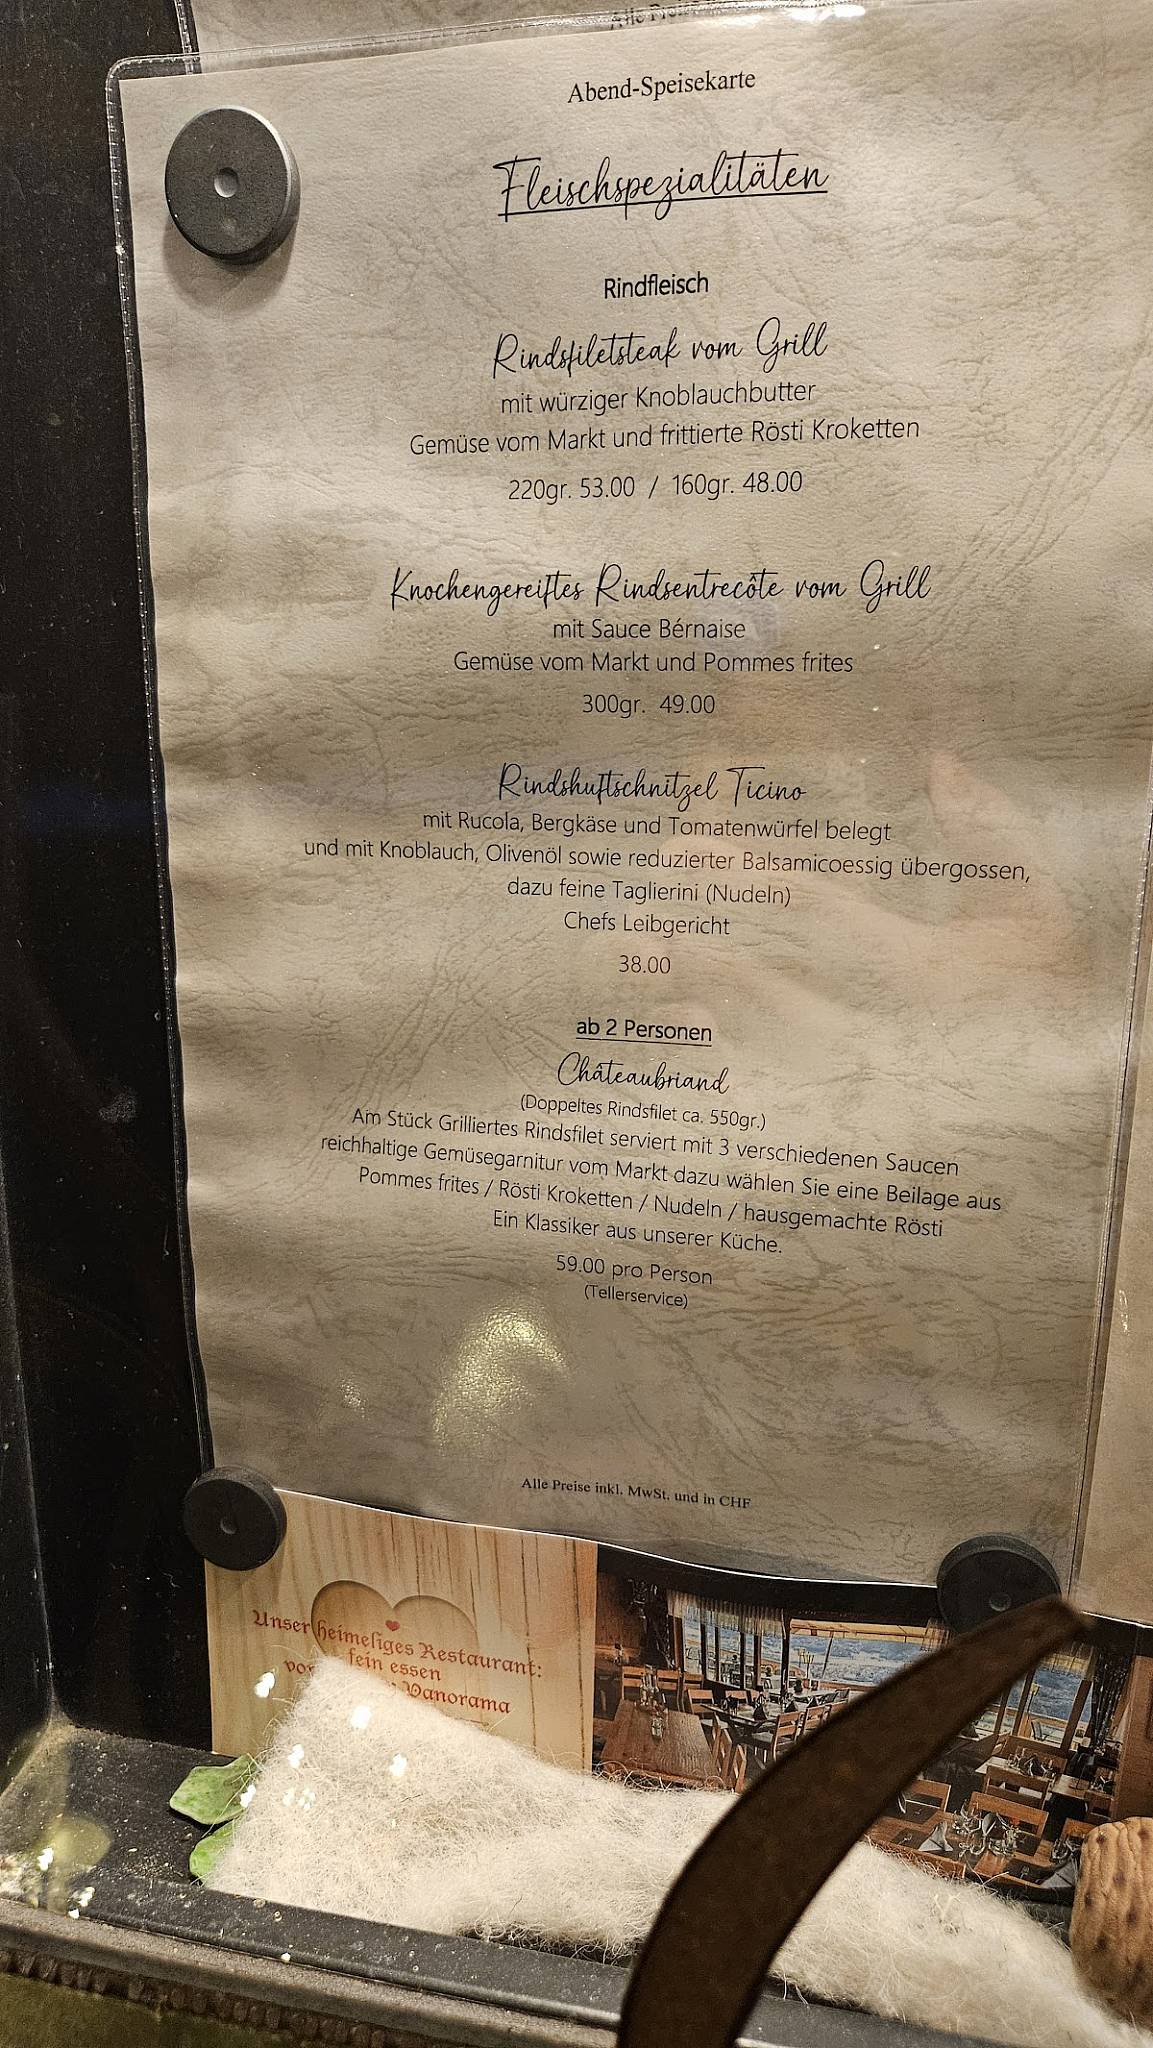 Alle Preise
Abend-Speisekarte
Fleischspezialitäten
Rindfleisch
Rindsfiletsteak vom Grill
mit würziger Knoblauchbutter
Gemüse vom Markt und frittierte Rösti Kroketten
220gr. 53.00 / 160gr. 48.00
Knochengereiftes Rindsentrecôte vom Grill
mit Sauce Bérnaise
Gemüse vom Markt und Pommes frites
300gr. 49.00
Rindshuftschnitzel Ticino
mit Rucola, Bergkäse und Tomatenwürfel belegt
und mit Knoblauch, Olivenöl sowie reduzierter Balsamicoessig übergossen,
dazu feine Taglierini (Nudeln)
Chefs Leibgericht
38.00
ab 2 Personen
Châteaubriand
(Doppeltes Rindsfilet ca. 550gr.)
Am Stück Grilliertes Rindsfilet serviert mit 3 verschiedenen Saucen
reichhaltige Gemüsegarnitur vom Markt dazu wählen Sie eine Beilage aus
Pommes frites / Rösti Kroketten / Nudeln / hausgemachte Rösti
Ein Klassiker aus unserer Küche.
59.00 pro Person
(Tellerservice)
Alle Preise inkl. MwSt. und in CHF
Unser heimeliges Restaurant:
fein essen
Panorama